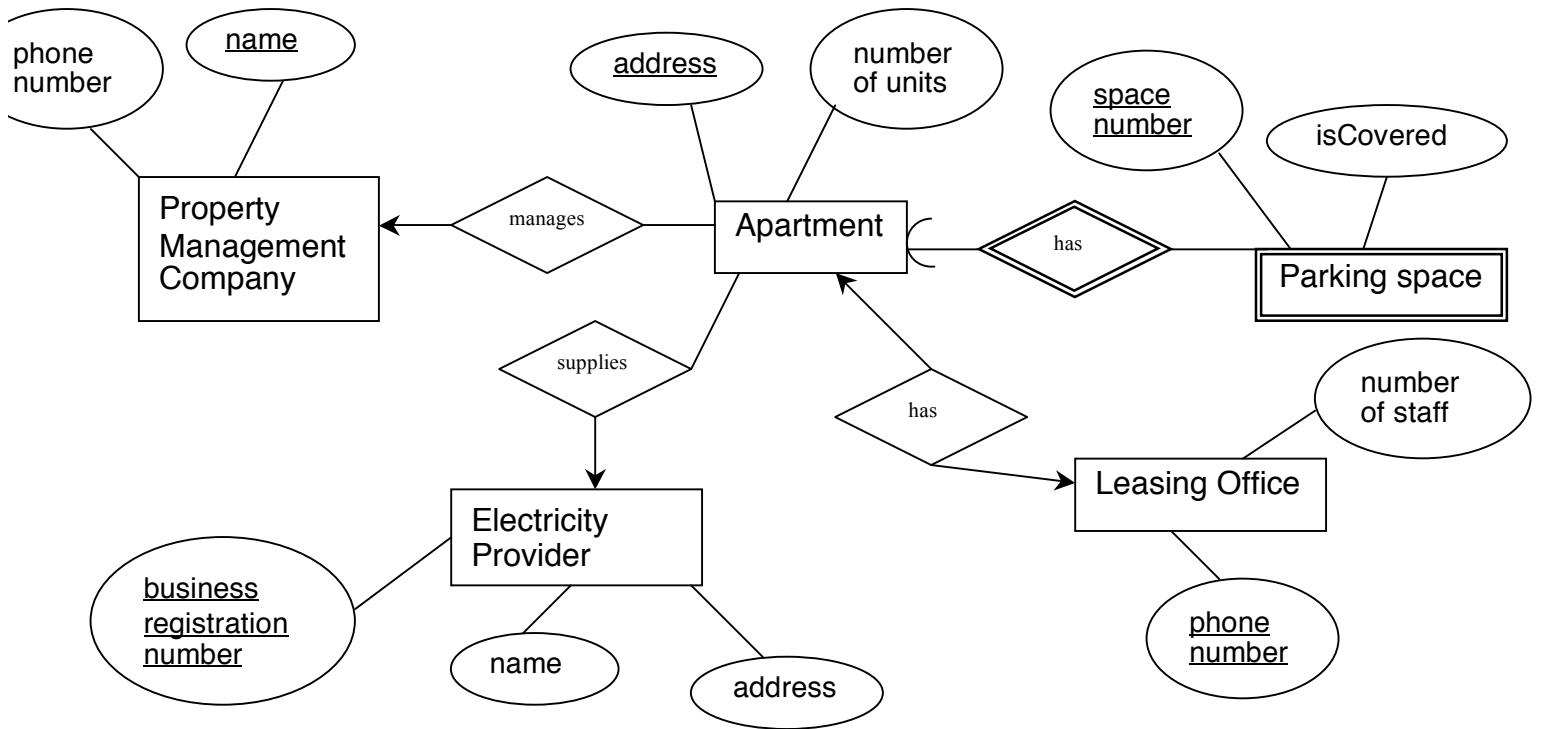 phone
number
name
address
number
of units
space
number
isCovered
Property
Management
Company
manages
Apartment
has
Parking space
supplies
has
number
of staff
Leasing Office
Electricity
Provider
business
registration
number
name
address
phone
number